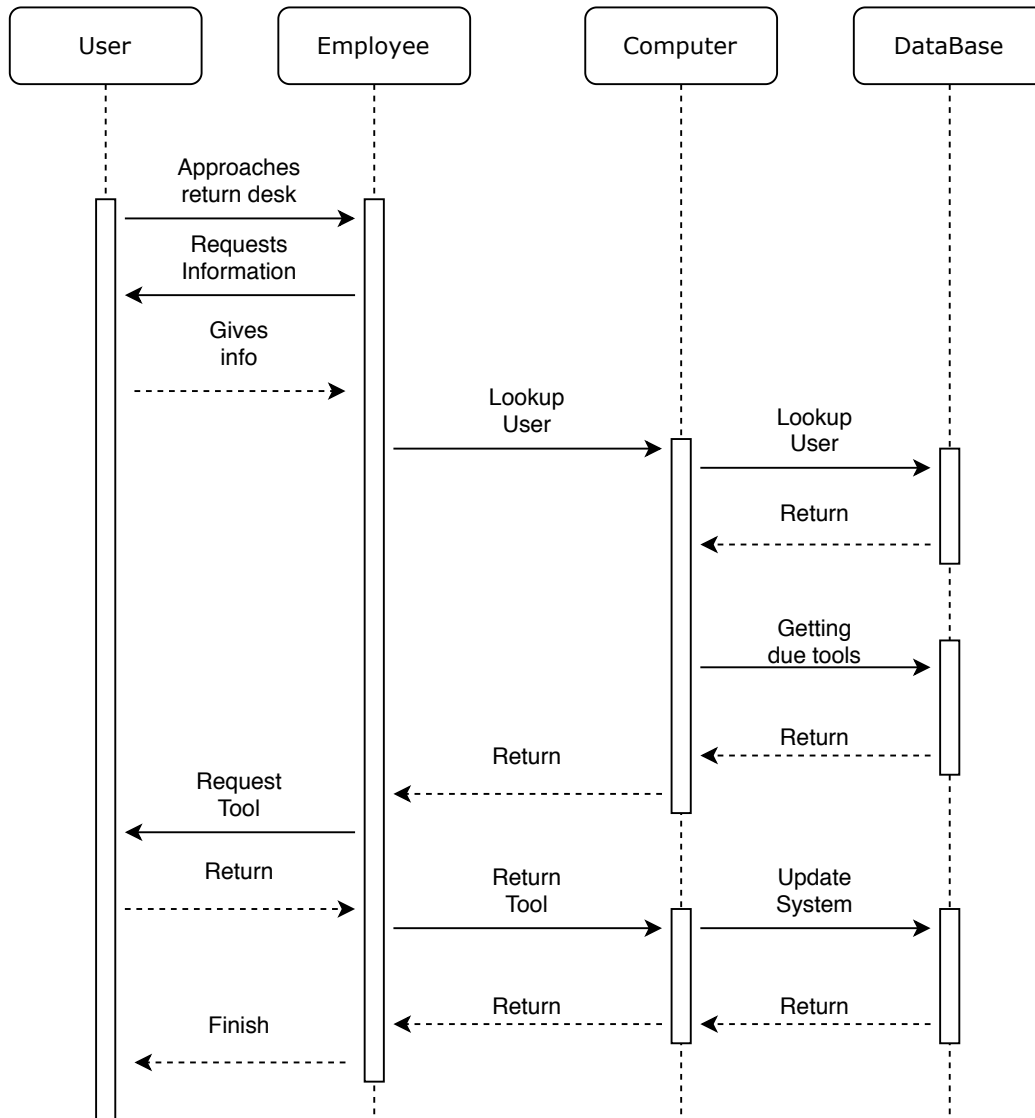 User
Employee
Computer
DataBase
Approaches
return desk
Requests
Information
Gives
info
Lookup
User
Lookup
User
Return
Getting
due tools
Return
Return
Request
Tool
Return
Return
Tool
Update
System
Return
Return
Finish